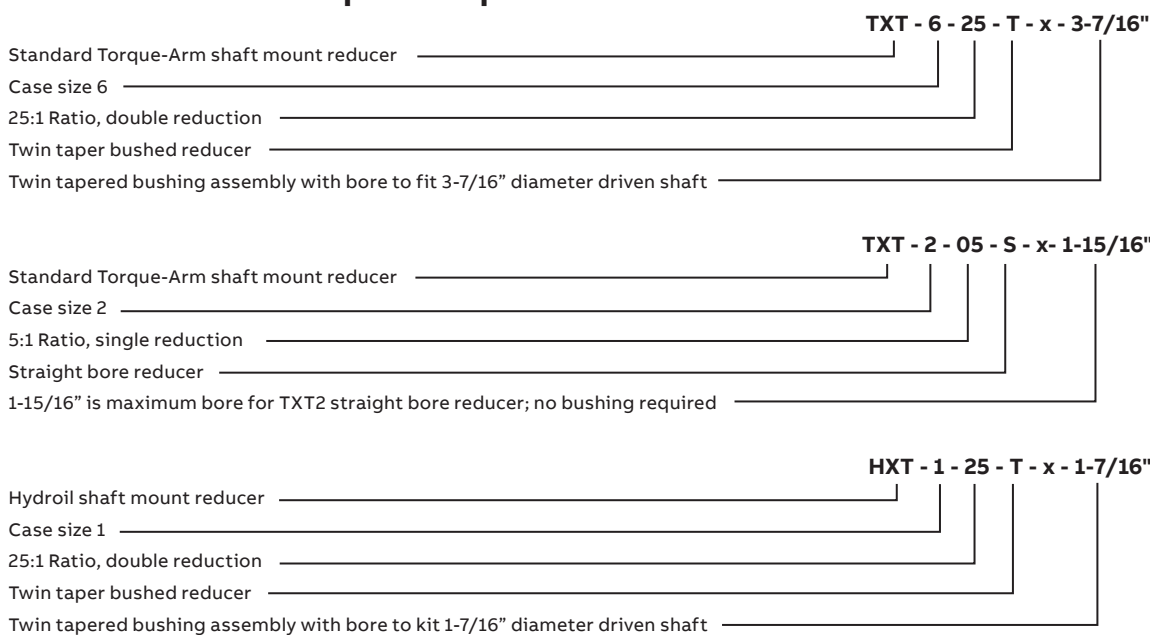 TXT - 6 - 25 - T - x - 3-7/16"
Standard Torque-Arm shaft mount reducer
Case size 6
25:1 Ratio, double reduction
Twin taper bushed reducer
Twin tapered bushing assembly with bore to fit 3-7/16” diameter driven shaft
TXT - 2 - 05 - S - x- 1-15/16"
Standard Torque-Arm shaft mount reducer
Case size 2
5:1 Ratio, single reduction
Straight bore reducer
1-15/16” is maximum bore for TXT2 straight bore reducer; no bushing required
HXT - 1 - 25 - T - x - 1-7/16"
Hydroil shaft mount reducer
Case size 1
25:1 Ratio, double reduction
Twin taper bushed reducer
Twin tapered bushing assembly with bore to kit 1-7/16” diameter driven shaft